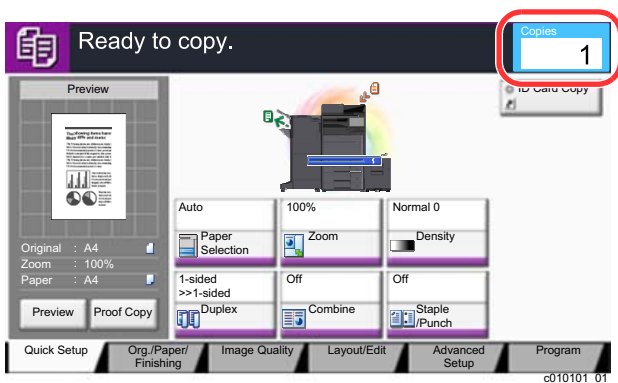 Ready to copy.
Copies
1
Preview
ID Card Copy
1
Original : A4
Zoom : 100%
Paper : A4
Preview
Proof Copy
Auto
Paper
Selection
100%
Zoom
Normal 0
Density
1-sided
>>1-sided
Duplex
Off
Combine
Off
Staple
/Punch
Quick Setup
Org./Paper/
Finishing
Image Quality
Layout/Edit
Advanced
Setup
Program
c010101_01